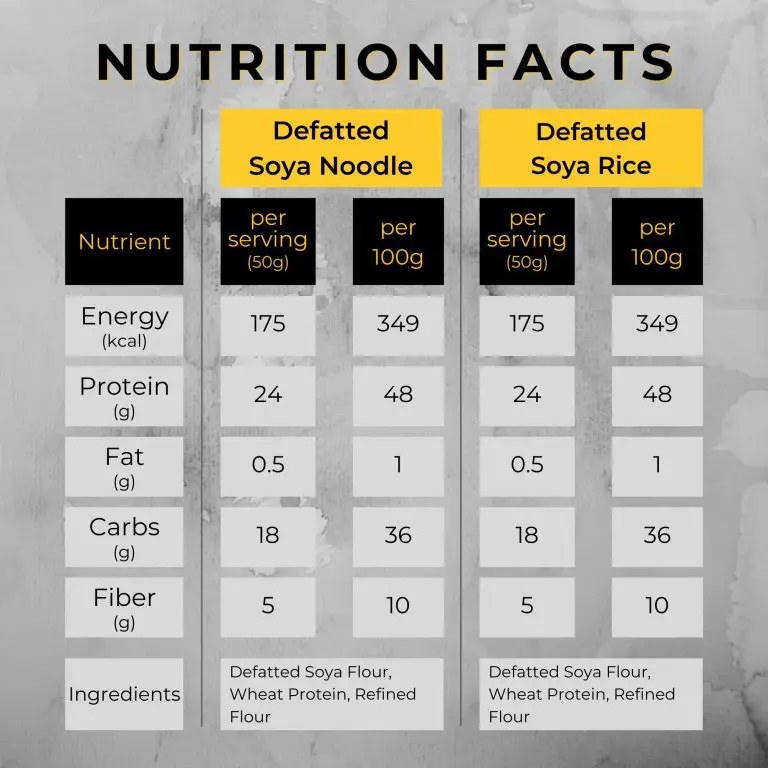 NUTRITION FACTS
Defatted
Soya Noodle
Defatted
Soya Rice
Nutrient
per
serving
(50g)
per
100g
per
serving
(50g)
per
100g
Energy
(kcal)
175
349
175
349
Protein
(g)
24
48
24
48
Fat
(g)
0.5
1
0.5
1
Carbs
(g)
18
36
18
36
Fiber
(g)
5
10
5
10
Ingredients
Defatted Soya Flour,
Wheat Protein, Refined
Flour
Defatted Soya Flour,
Wheat Protein, Refined
Flour